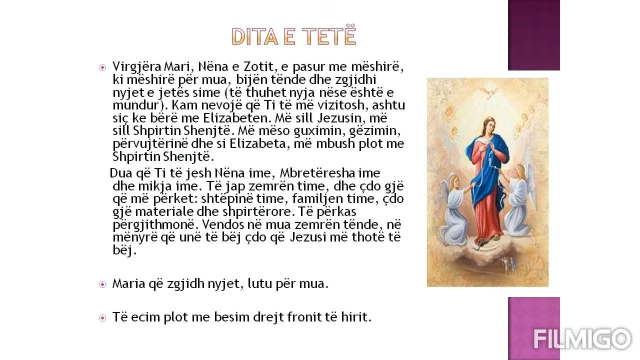 DITA E TETË
Virgjëra Mari, Nëna e Zotit, e pasur me mëshirë,
ki mëshirë për mua, bijën tënde dhe zgjidhi
nyjet e jetës sime (të thuhet nyja nëse është e
mundur). Kam nevojë që Ti të më vizitosh, ashtu
siç ke bërë me Elizabeten. Më sill Jezusin, më
sill Shpirtin Shenjtë. Më mëso guximin, gëzimin,
përvujtërinë dhe si Elizabeta, më mbush plot me
Shpirtin Shenjtë.
Dua që Ti të jesh Nëna ime, Mbretëresha ime
dhe mikja ime. Të jap zemrën time, dhe çdo gjë
që më përket: shtëpinë time, familjen time, çdo
gjë materiale dhe shpirtërore. Të përkas
përgjithmonë. Vendos në mua zemrën tënde, në
mënyrë që unë të bëj çdo që Jezusi më thotë të
bëj.
Maria që zgjidh nyjet, lutu për mua.
Të ecim plot me besim drejt fronit të hirit.
FILMIGO